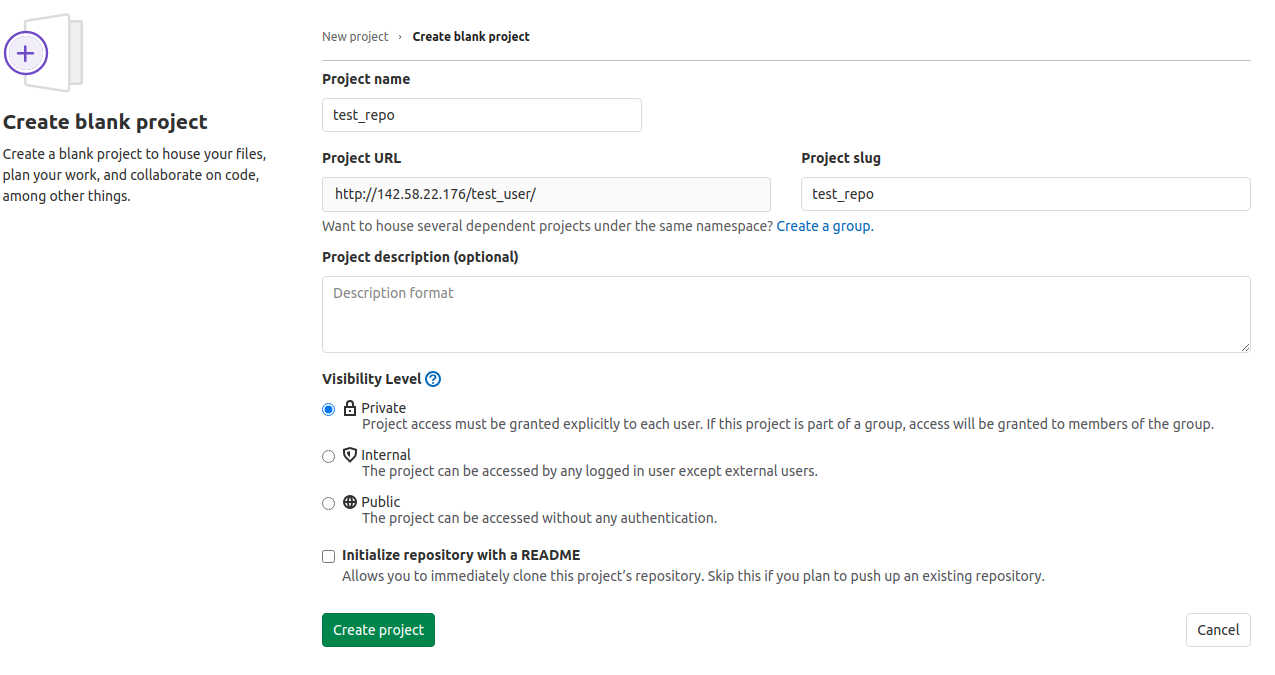 Create blank project
Create a blank project to house your files,
plan your work, and collaborate on code,
among other things.
New project › Create blank project
Project name
test_repo
Project URL
http://142.58.22.176/test_user/
Project slug
test_repo
Want to house several dependent projects under the same namespace? Create a group.
Project description (optional)
Description format
Visibility Level
Private
Project access must be granted explicitly to each user. If this project is part of a group, access will be granted to members of the group.
Internal
The project can be accessed by any logged in user except external users.
Public
The project can be accessed without any authentication.
Initialize repository with a README
Allows you to immediately clone this project’s repository. Skip this if you plan to push up an existing repository.
Create project
Cancel